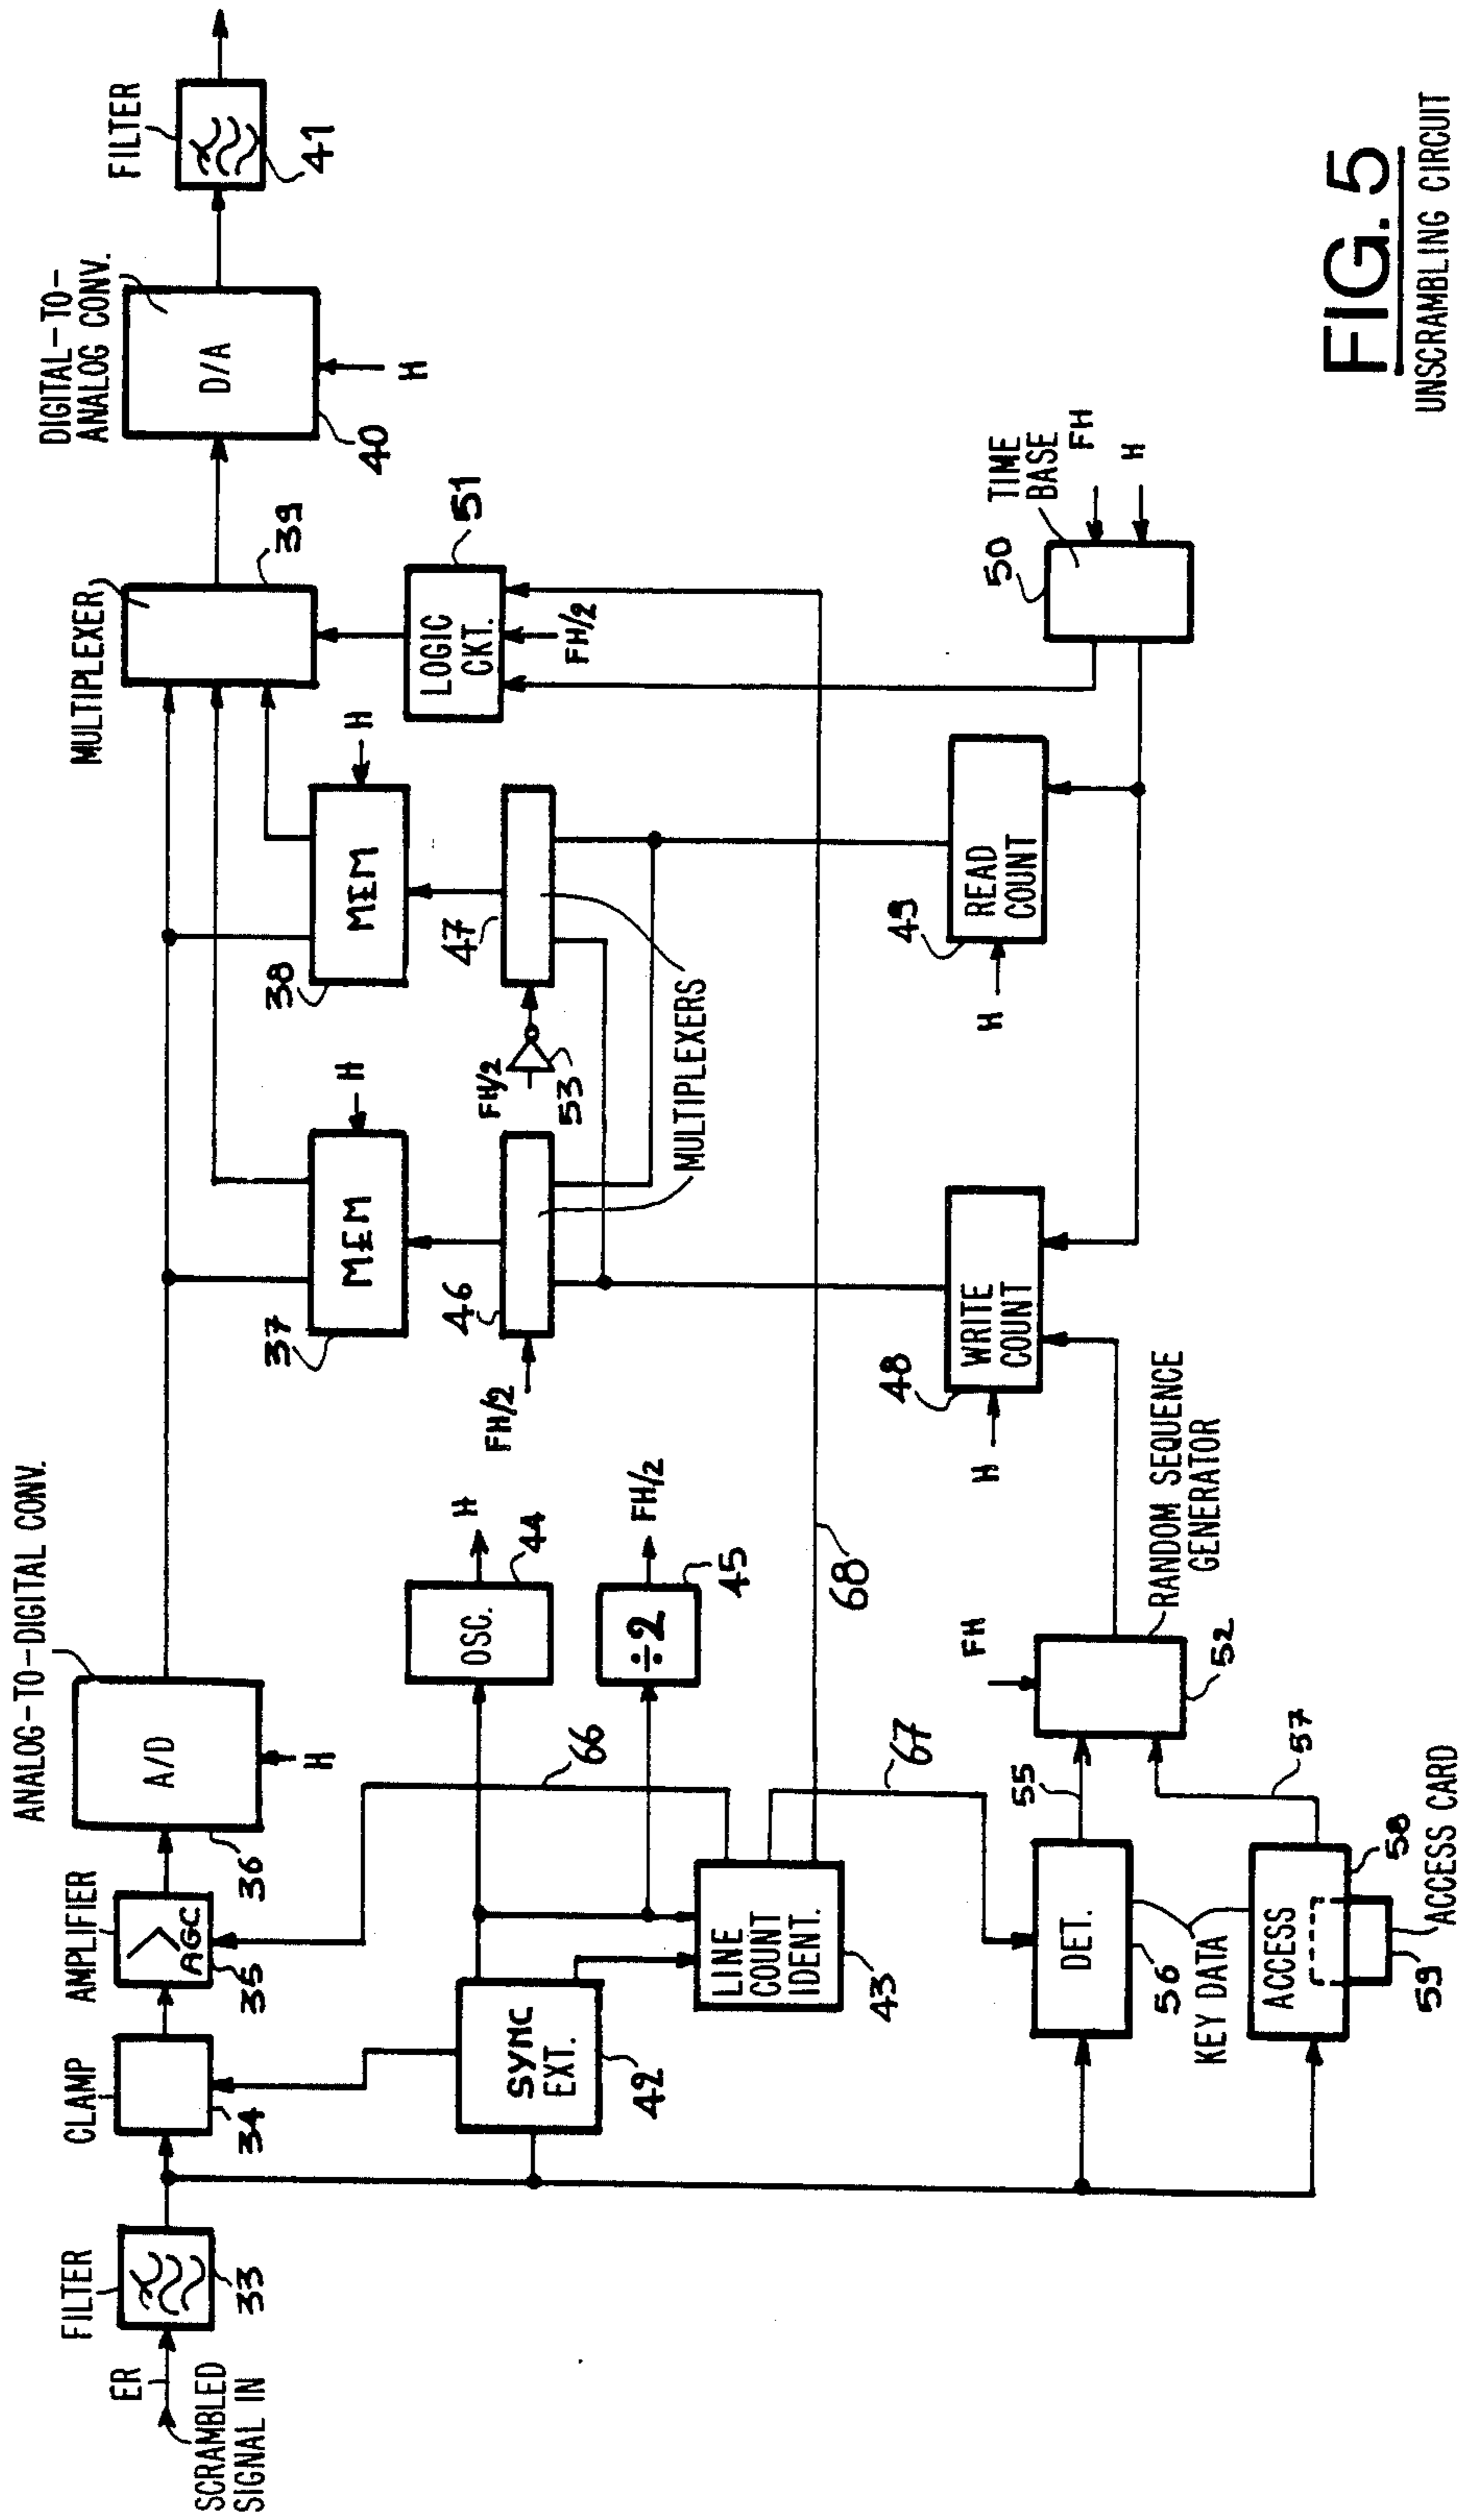 ER
SCRAMBLED
SIGNAL IN
FILTER
33
CLAMP
34
AMPLIFIER
AGC
35
ANALOG-TO-DIGITAL CONV.
A/D
36
H
MEM
37
H
MEM
38
H
MULTIPLEXER
39
DIGITAL-TO-
ANALOG CONV.
D/A
40
H
FILTER
41
SYNC
EXT.
42
OSC.
44
H
÷2
45
FH/2
66
LINE
COUNT
IDENT.
43
67
68
FH/2
46
FH/2
53
47
MULTIPLEXERS
LOGIC
CKT.
51
FH/2
DET.
56
55
KEY DATA
ACCESS
58
59
ACCESS CARD
57
FH
52
RANDOM SEQUENCE
GENERATOR
WRITE
COUNT
48
H
READ
COUNT
49
H
50
TIME
BASE
FH
H
FIG. 5
UNSCRAMBLING CIRCUIT